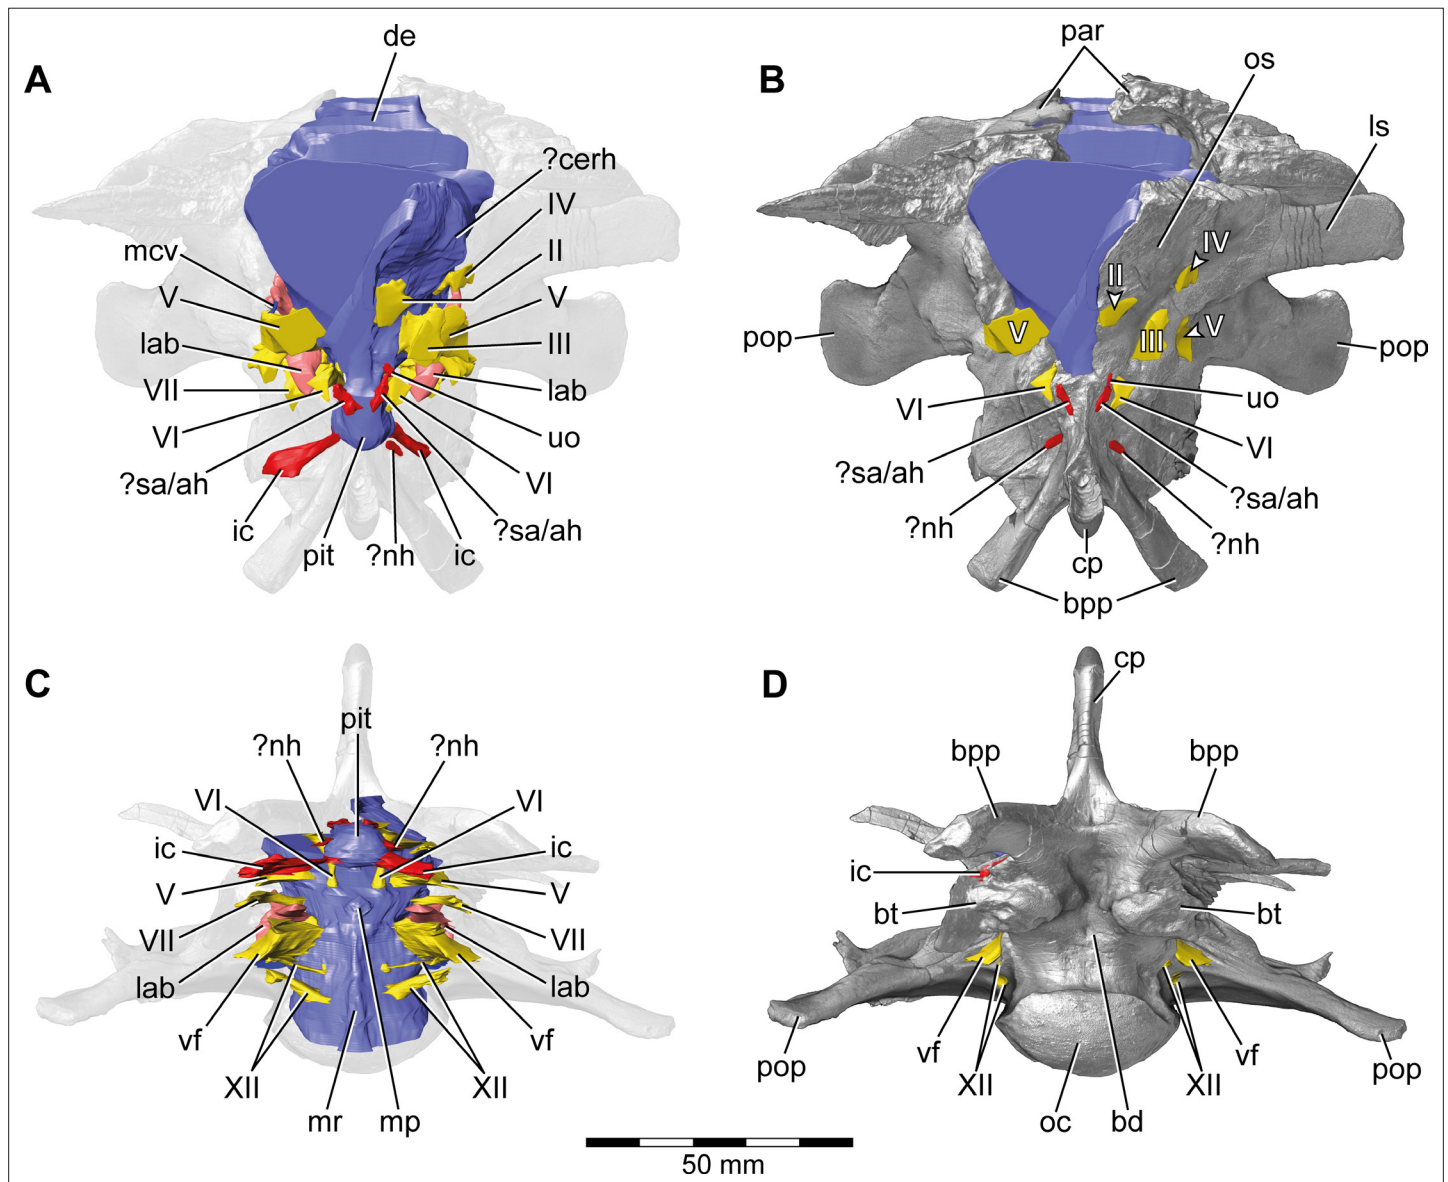 A
de
?cerh
IV
II
V
III
lab
uo
VI
?sa/ah
ic
?nh
pit
ic
?sa/ah
VI
VII
lab
V
mcv
B
par
os
ls
IV
II
V
III
V
pop
pop
VI
uo
VI
?sa/ah
?sa/ah
?nh
?nh
cp
bpp
C
pit
?nh
?nh
VI
VI
ic
ic
V
V
VII
VII
lab
lab
vf
vf
XII
XII
mr
mp
D
cp
bpp
bpp
ic
bt
bt
vf
vf
pop
pop
XII
XII
oc
bd
50 mm